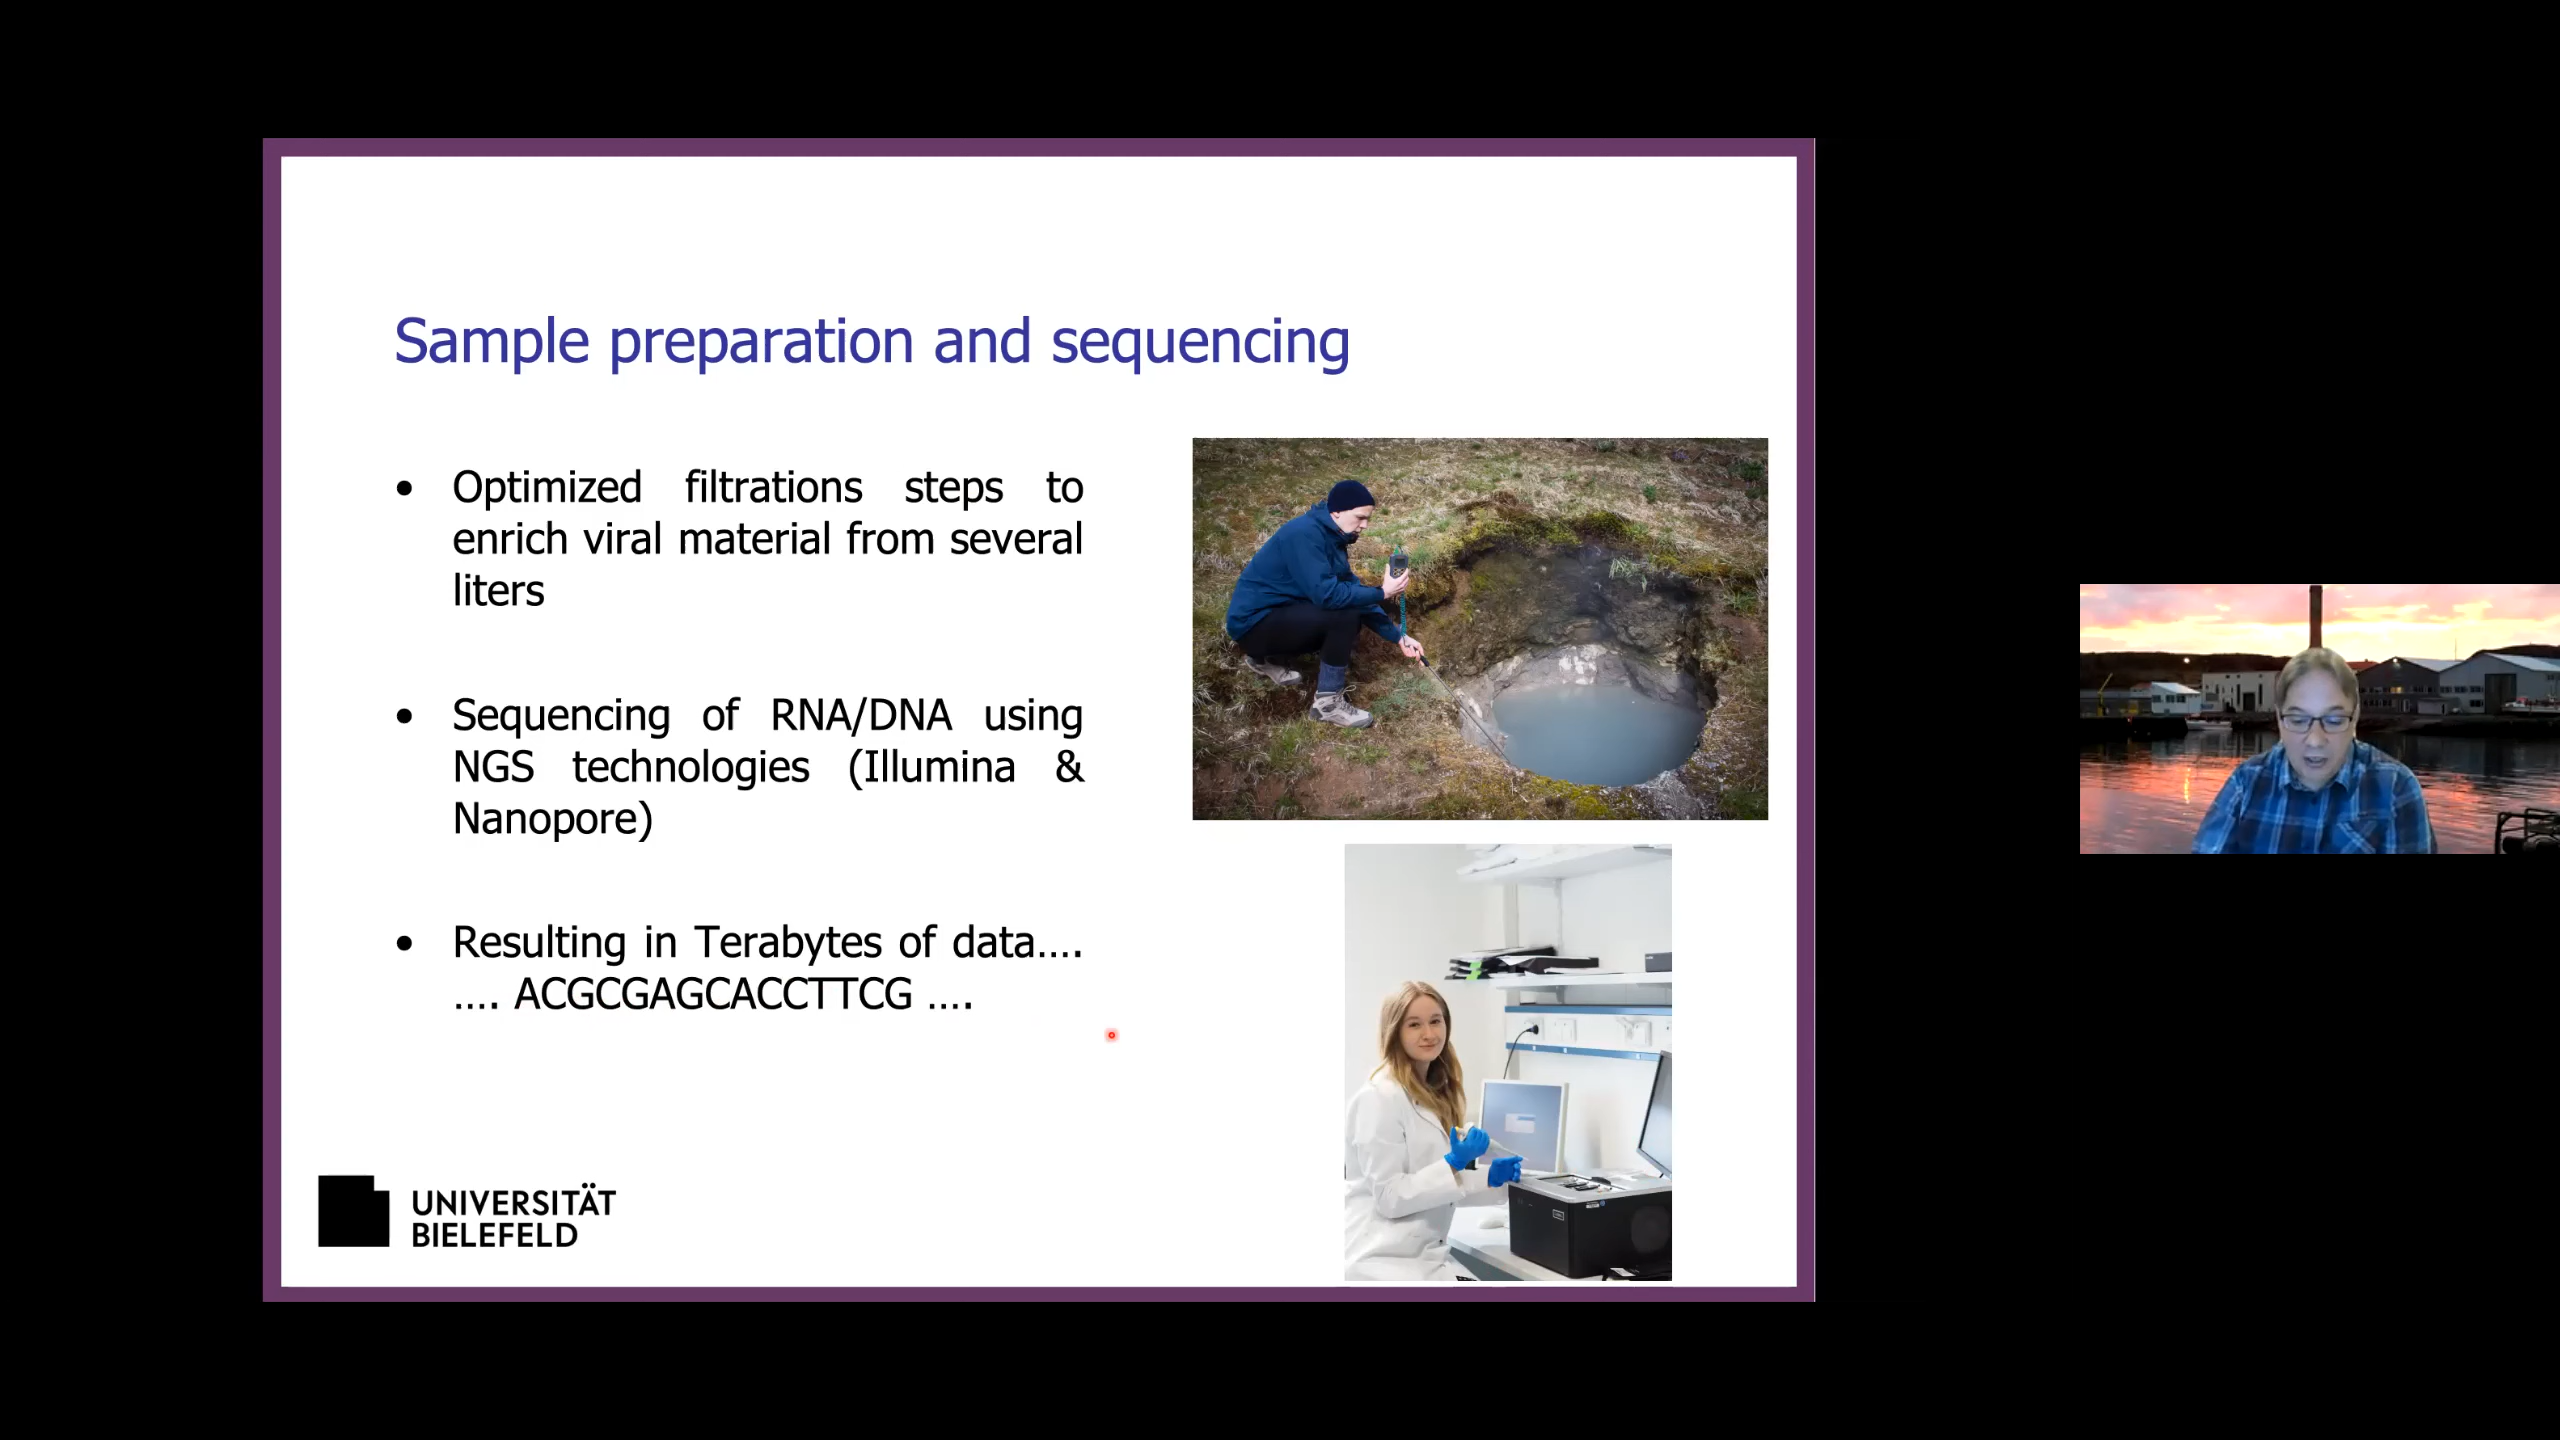 Sample preparation and sequencing
• Optimized filtrations steps to
enrich viral material from several
liters
• Sequencing of RNA/DNA using
NGS technologies (Illumina &
Nanopore)
• Resulting in Terabytes of data....
.... ACGCGAGCACCTTCG ....
UNIVERSITÄT
BIELEFELD